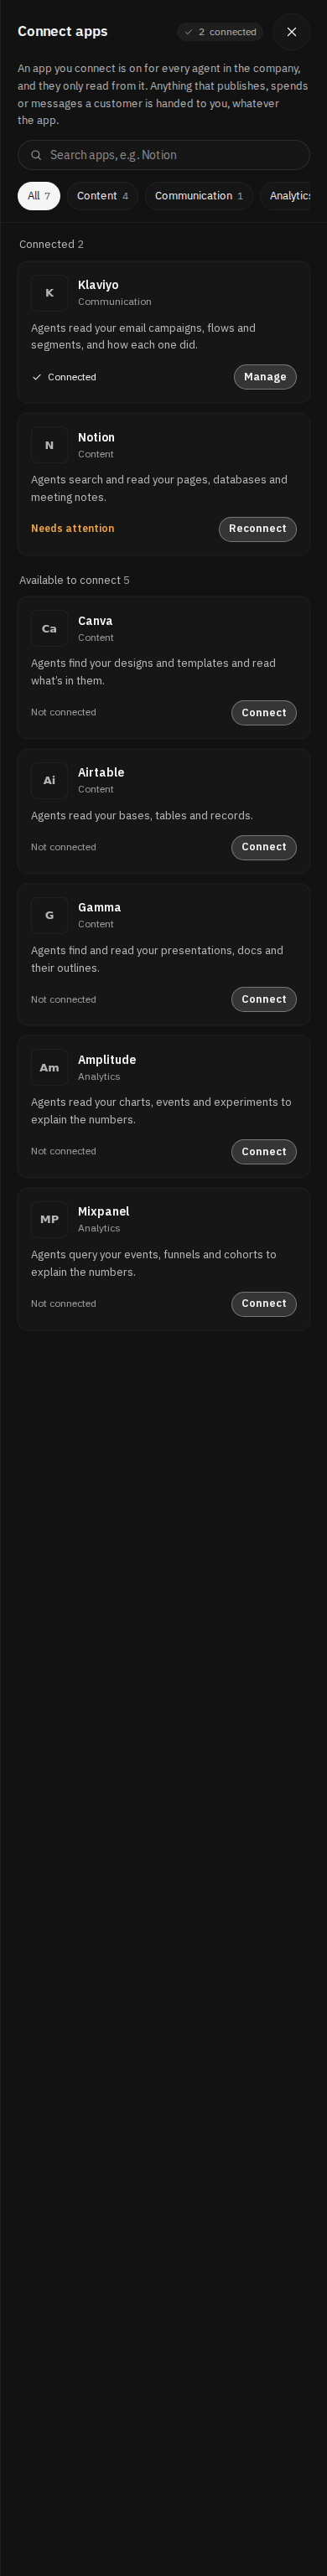 Connect apps
2 connected
An app you connect is on for every agent in the company,
and they only read from it. Anything that publishes, spends
or messages a customer is handed to you, whatever
the app.
Search apps, e.g. Notion
All 7
Content 4
Communication 1
Analytics
Connected 2
K
Klaviyo
Communication
Agents read your email campaigns, flows and
segments, and how each one did.
Connected
Manage
N
Notion
Content
Agents search and read your pages, databases and
meeting notes.
Needs attention
Reconnect
Available to connect 5
Ca
Canva
Content
Agents find your designs and templates and read
what's in them.
Not connected
Connect
Ai
Airtable
Content
Agents read your bases, tables and records.
Not connected
Connect
G
Gamma
Content
Agents find and read your presentations, docs and
their outlines.
Not connected
Connect
Am
Amplitude
Analytics
Agents read your charts, events and experiments to
explain the numbers.
Not connected
Connect
MP
Mixpanel
Analytics
Agents query your events, funnels and cohorts to
explain the numbers.
Not connected
Connect